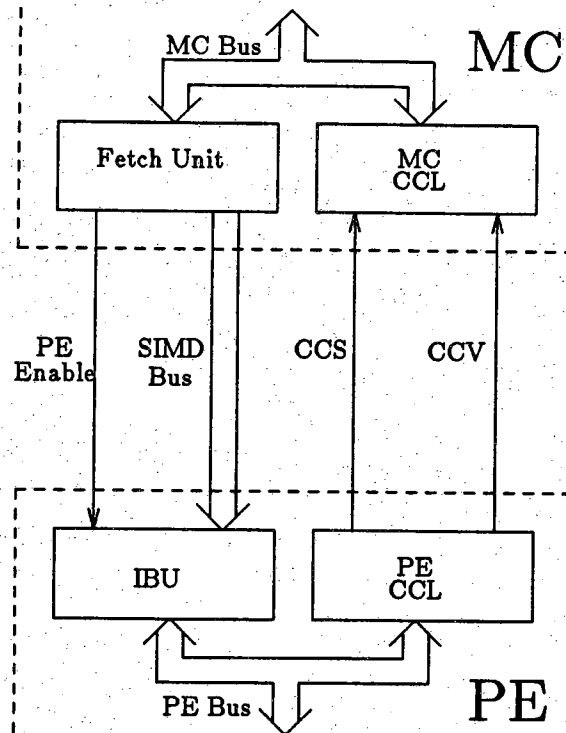 MC Bus
MC
Fetch Unit
MC
CCL
PE
Enable
SIMD
Bus
CCS
CCV
IBU
PE
CCL
PE Bus
PE